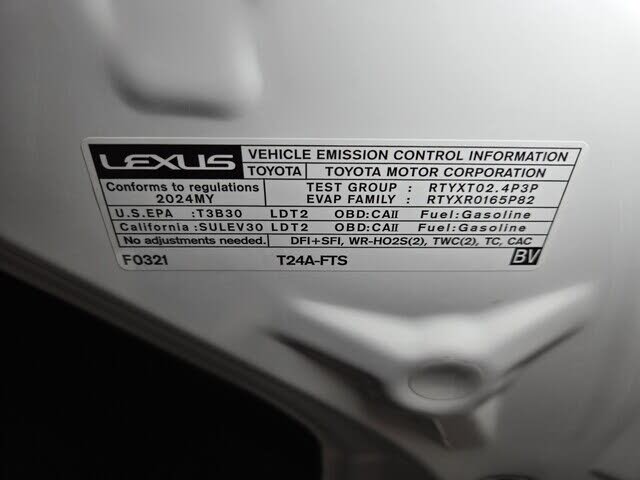 LEXUS VEHICLE EMISSION CONTROL INFORMATION
TOYOTA TOYOTA MOTOR CORPORATION
Conforms to regulations TEST GROUP : RTYXT02.4P3P
2024MY EVAP FAMILY : RTYXR0165P82
U.S.EPA :T3B30 LDT2 OBD:CAII Fuel:Gasoline
California :SULEV30 LDT2 OBD:CAII Fuel:Gasoline
No adjustments needed. DFI+SFI, WR-HO2S(2), TWC(2), TC, CAC
F0321 T24A-FTS BV